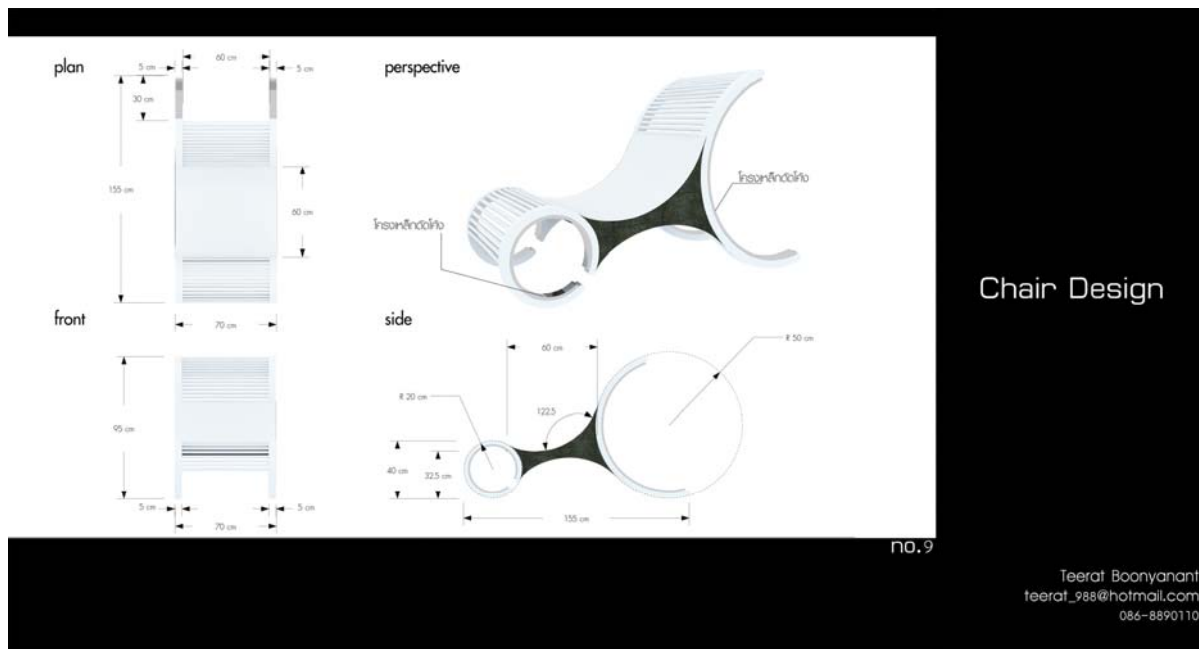 plan
60 cm
5 cm
5 cm
30 cm
155 cm
60 cm
70 cm
perspective
โครงเหล็กดัดโค้ง
โครงเหล็กดัดโค้ง
front
95 cm
5 cm
5 cm
70 cm
side
60 cm
R 50 cm
R 20 cm
122.5
40 cm
32.5 cm
155 cm
Chair Design
no.9
Teerat Boonyanant
teerat_988@hotmail.com
086-8890110